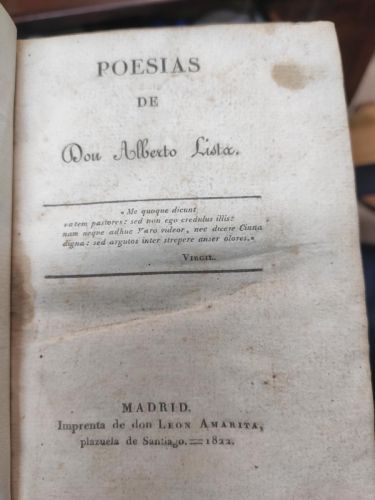 POESIAS
DE
Don Alberto Lista.
«Me quoque dicunt
vatem pastores: sed non ego credulus illis:
nam neque adhuc Varo videor, nec dicere Cinna
digna: sed argutos inter strepere anser olores.»
VIRGIL.
MADRID.
Imprenta de don LEON AMARITA,
plazuela de Santiago. = 1822.